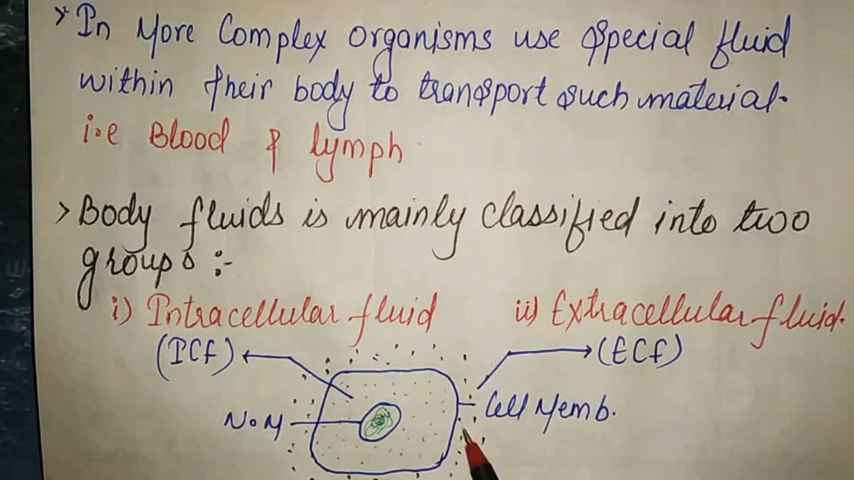 > In More Complex organisms use special fluid
within their body to transport such material.
i.e Blood & lymph
> Body fluids is mainly classified into two
groups :-
i) Intracellular fluid ii) Extracellular fluid.
(ICf) (ECf)
N.M Cell Memb.